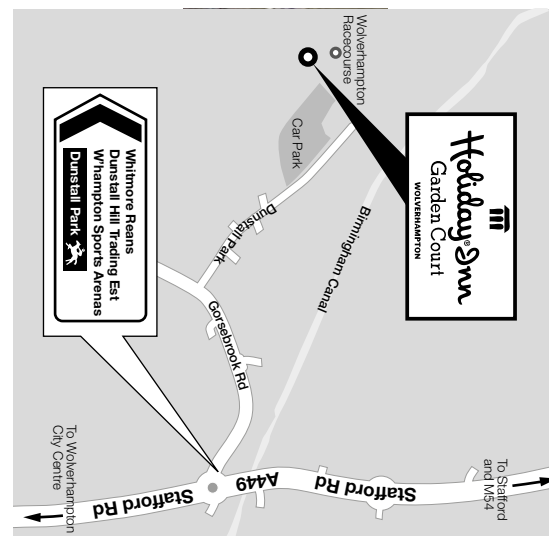 Wolverhampton
Racecourse
Car Park
Holiday Inn®
Garden Court
WOLVERHAMPTON
Whitmore Reans
Dunstall Hill Trading Est
W'hampton Sports Arenas
Dunstall Park
Dunstall Park
Birmingham Canal
Gorsebrook Rd
To Wolverhampton
City Centre
Stafford Rd
A449
Stafford Rd
To Stafford
and M54